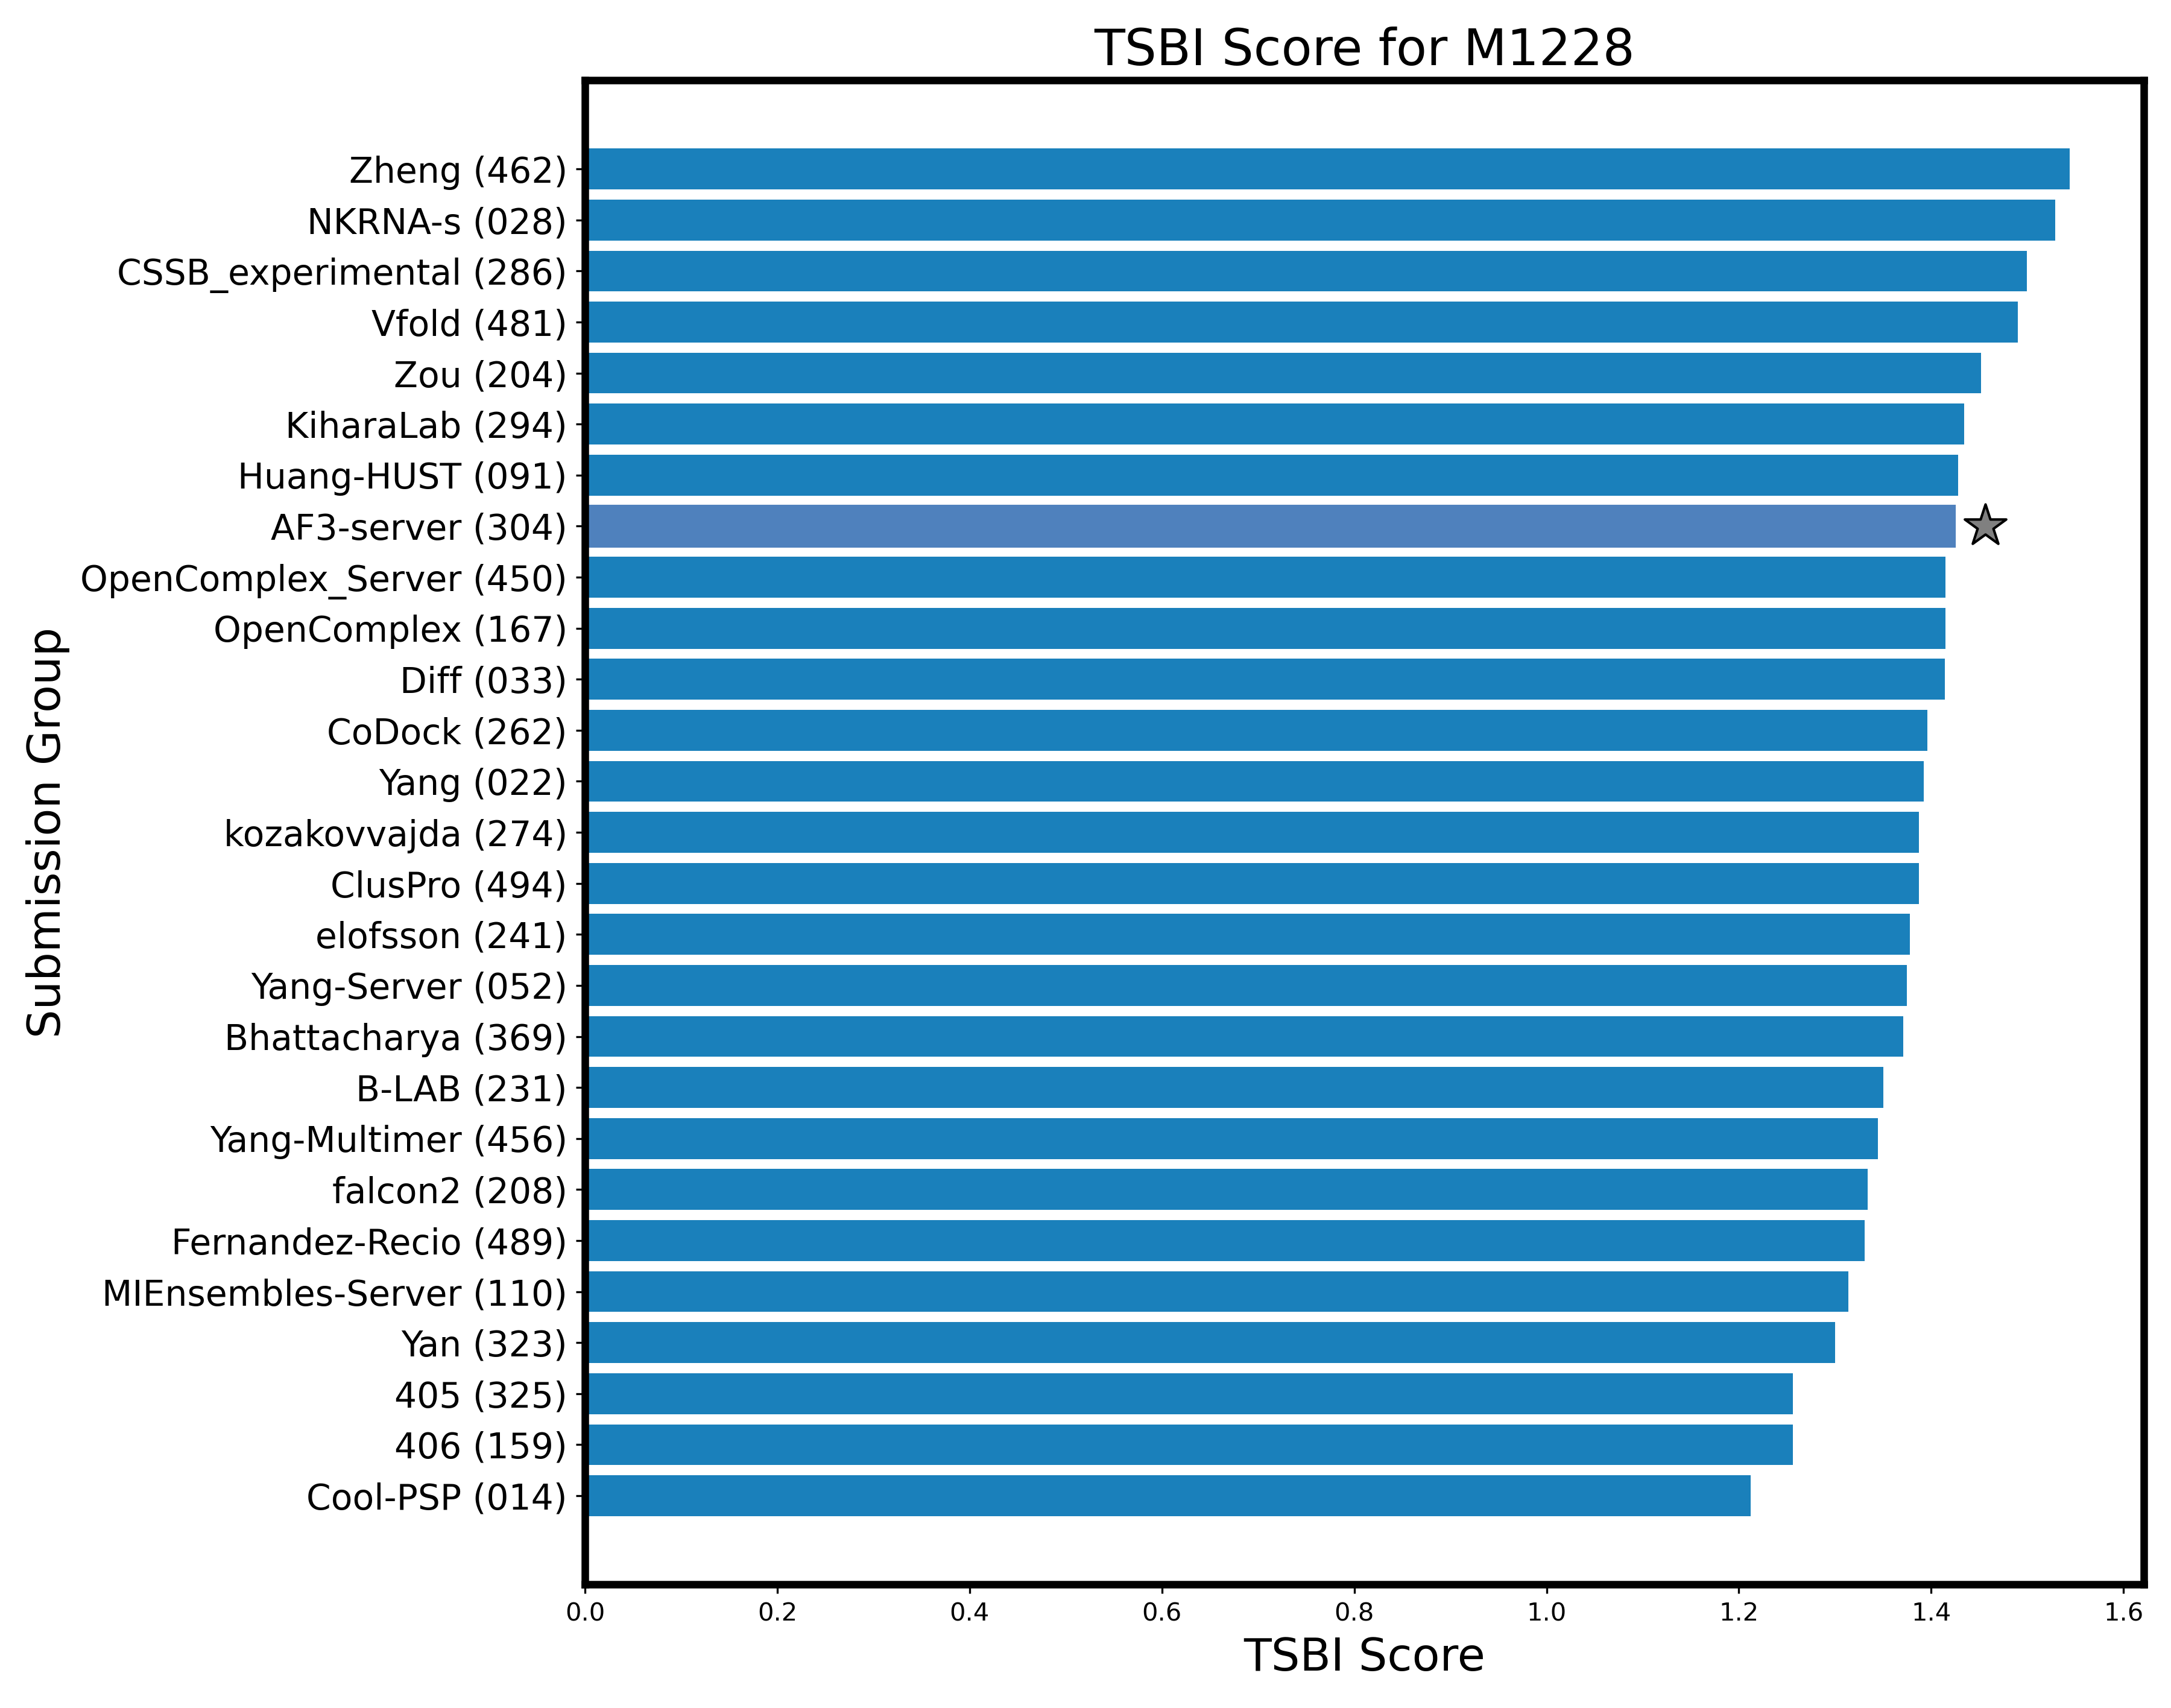 TSBI Score for M1228
Submission Group
Zheng (462)
NKRNA-s (028)
CSSB_experimental (286)
Vfold (481)
Zou (204)
KiharaLab (294)
Huang-HUST (091)
AF3-server (304)
OpenComplex_Server (450)
OpenComplex (167)
Diff (033)
CoDock (262)
Yang (022)
kozakovvajda (274)
ClusPro (494)
elofsson (241)
Yang-Server (052)
Bhattacharya (369)
B-LAB (231)
Yang-Multimer (456)
falcon2 (208)
Fernandez-Recio (489)
MIEnsembles-Server (110)
Yan (323)
405 (325)
406 (159)
Cool-PSP (014)
0.0 0.2 0.4 0.6 0.8 1.0 1.2 1.4 1.6
TSBI Score